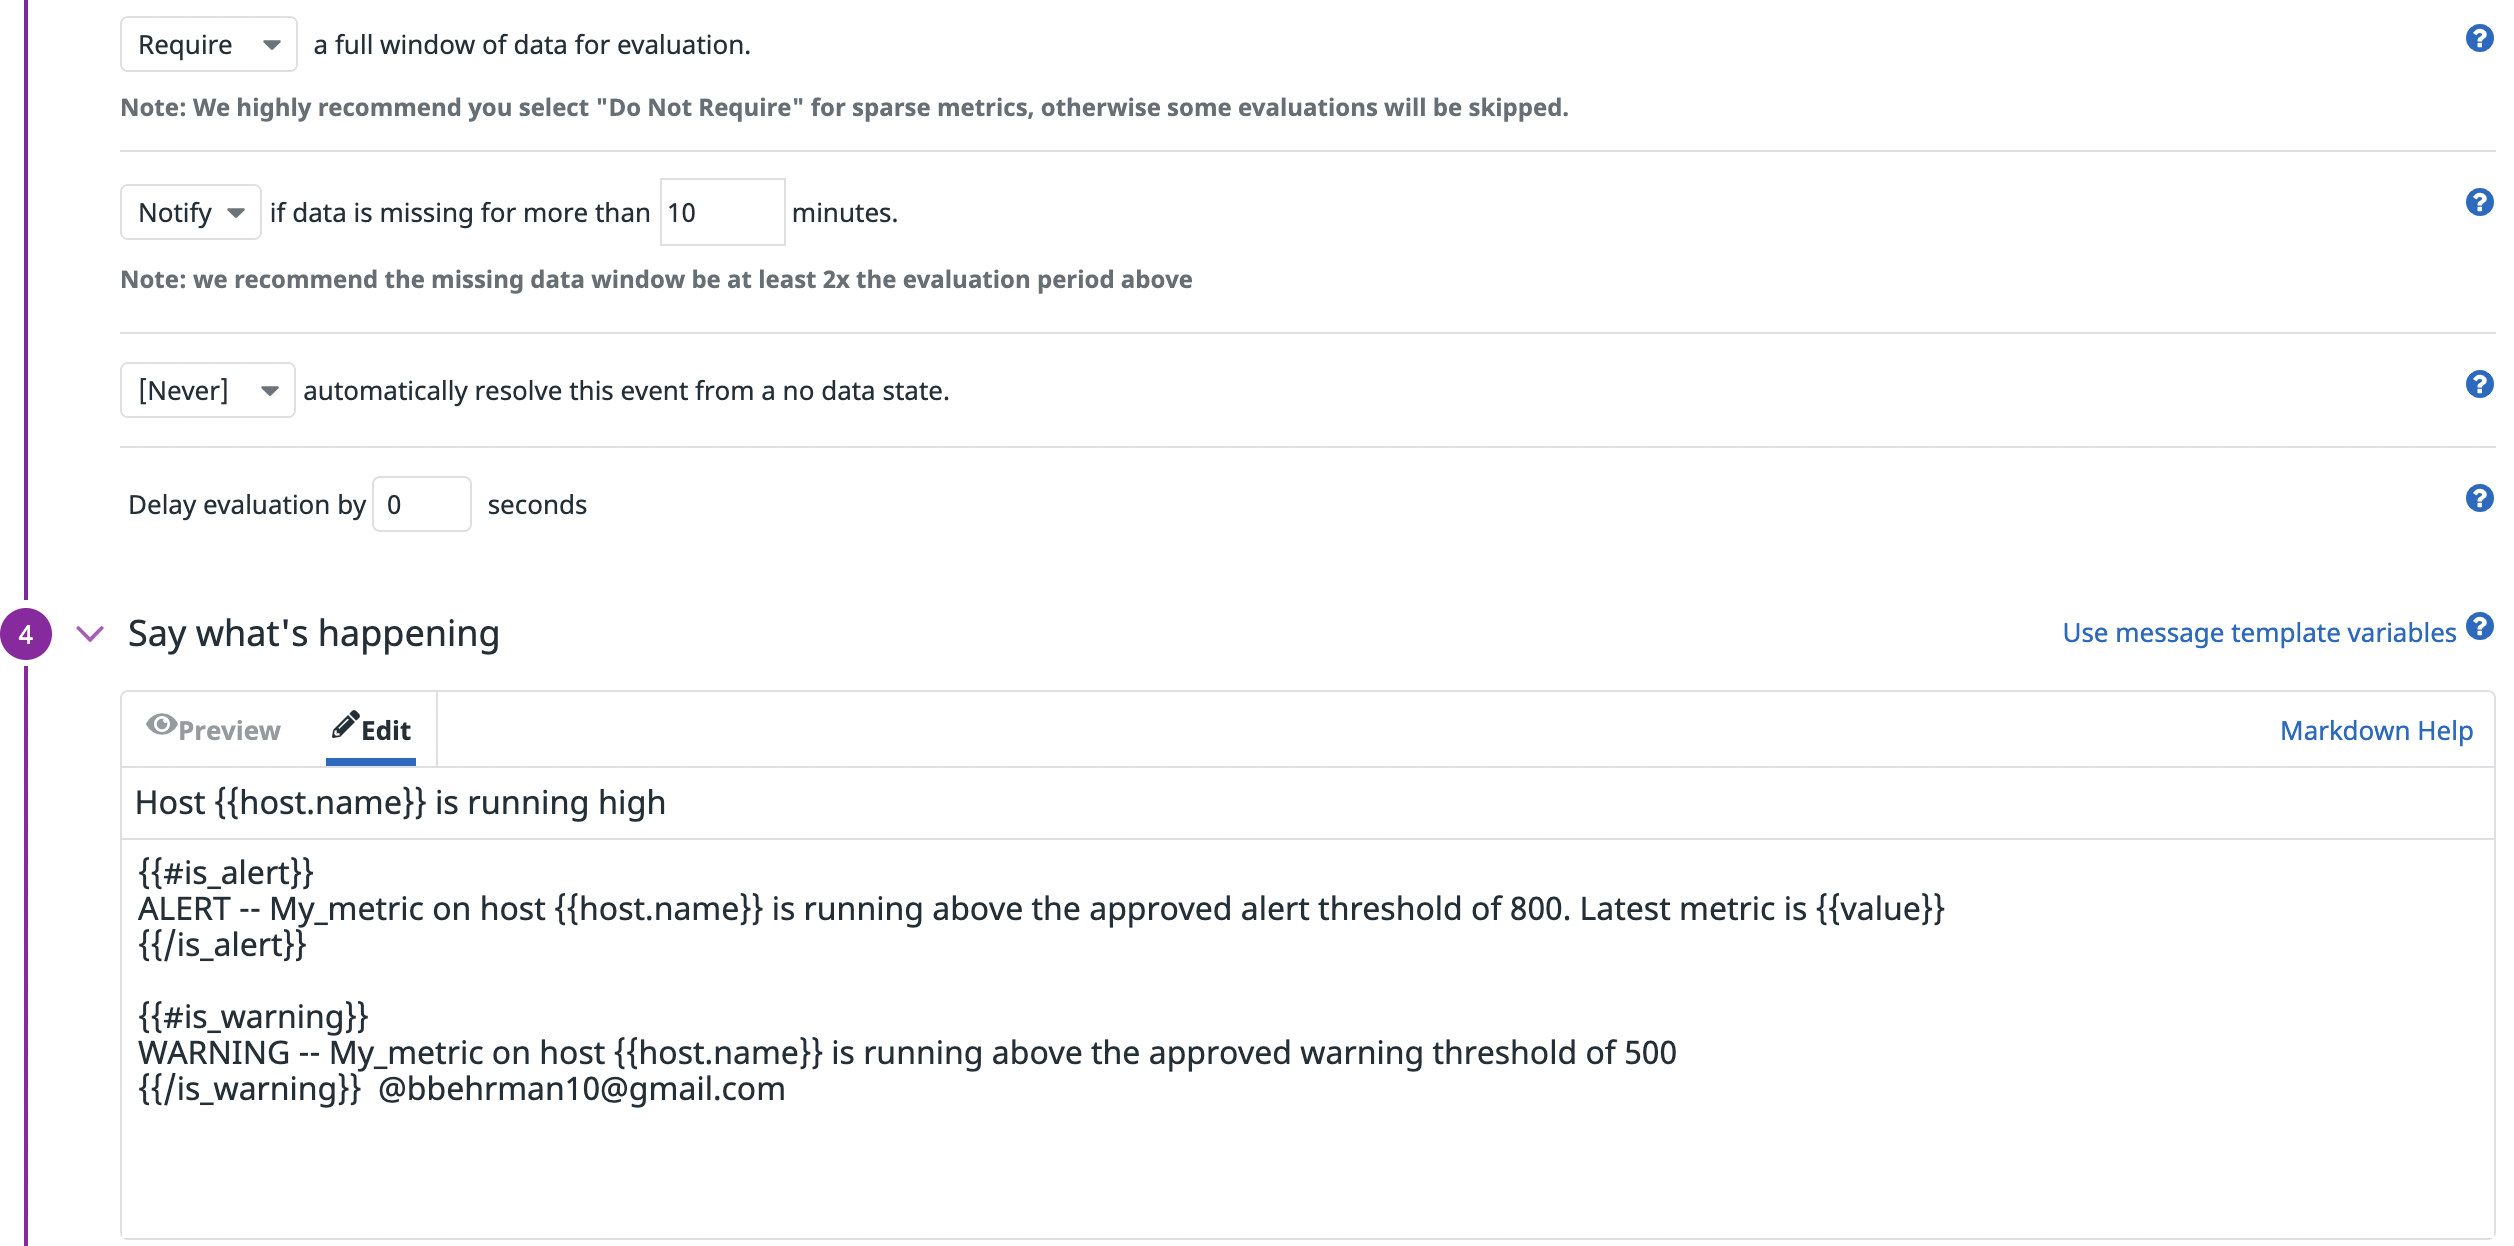 Require a full window of data for evaluation.
Note: We highly recommend you select "Do Not Require" for sparse metrics, otherwise some evaluations will be skipped.
Notify if data is missing for more than 10 minutes.
Note: we recommend the missing data window be at least 2x the evaluation period above
[Never] automatically resolve this event from a no data state.
Delay evaluation by 0 seconds
4 Say what's happening Use message template variables
Preview Edit Markdown Help
Host {{host.name}} is running high
{{#is_alert}}
ALERT -- My_metric on host {{host.name}} is running above the approved alert threshold of 800. Latest metric is {{value}}
{{/is_alert}}
{{#is_warning}}
WARNING -- My_metric on host {{host.name}} is running above the approved warning threshold of 500
{{/is_warning}}  @bbehrman10@gmail.com